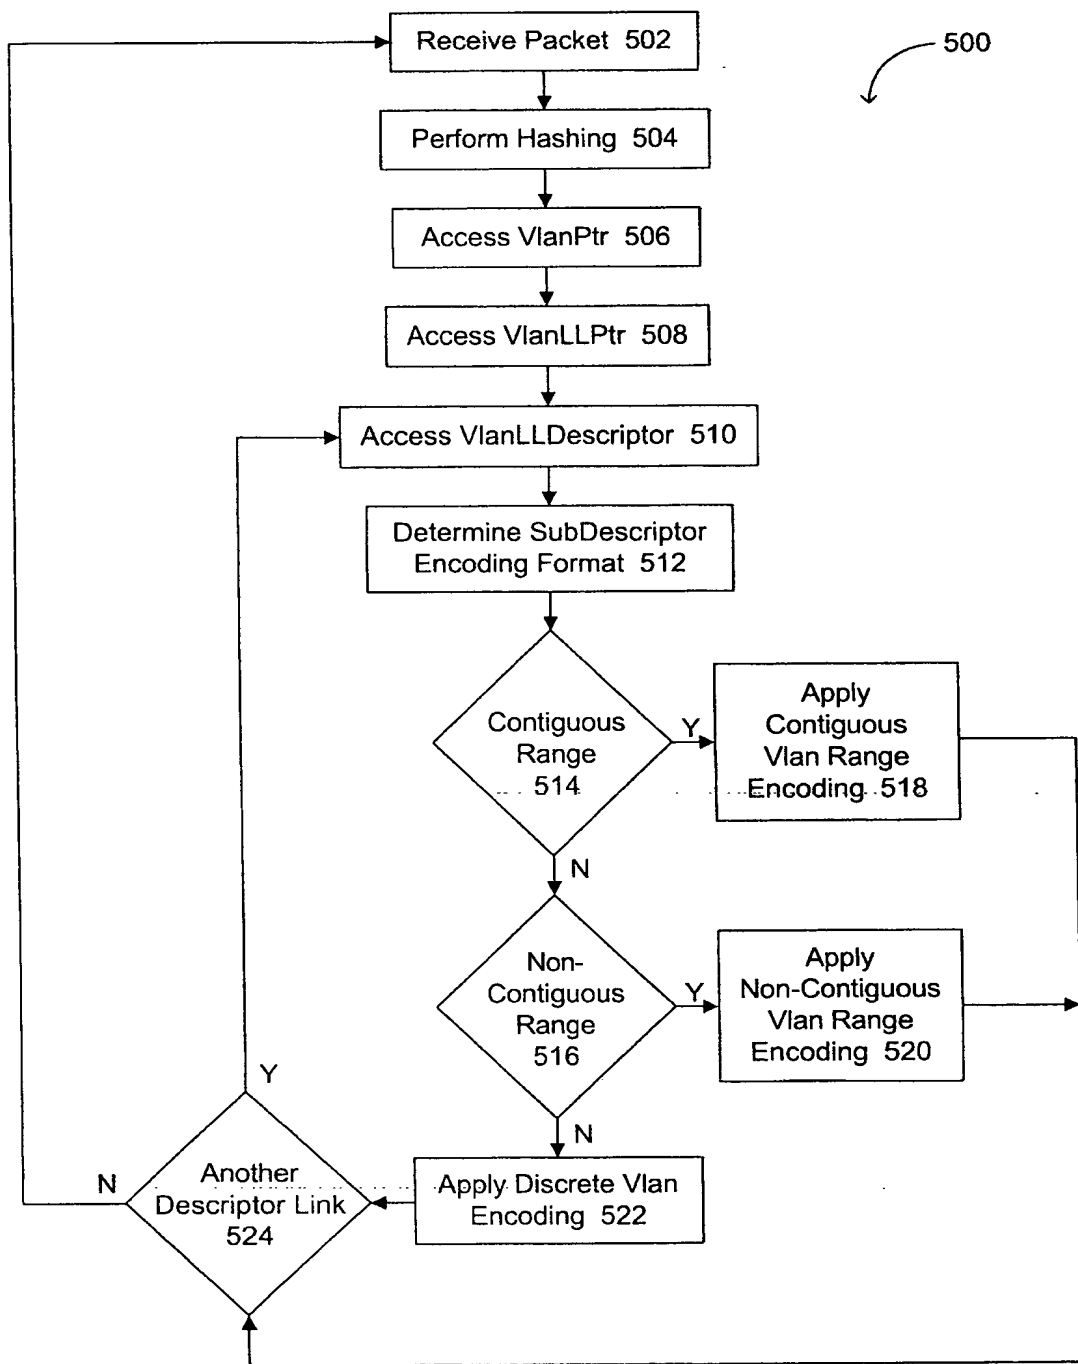 Receive Packet 502
500
Perform Hashing 504
Access VlanPtr 506
Access VlanLLPtr 508
Access VlanLLDescriptor 510
Determine SubDescriptor
Encoding Format 512
Contiguous
Range
514
Y
Apply
Contiguous
Vlan Range
Encoding 518
N
Non-
Contiguous
Range
516
Y
Apply
Non-Contiguous
Vlan Range
Encoding 520
N
Apply Discrete Vlan
Encoding 522
Another
Descriptor Link
524
Y
N